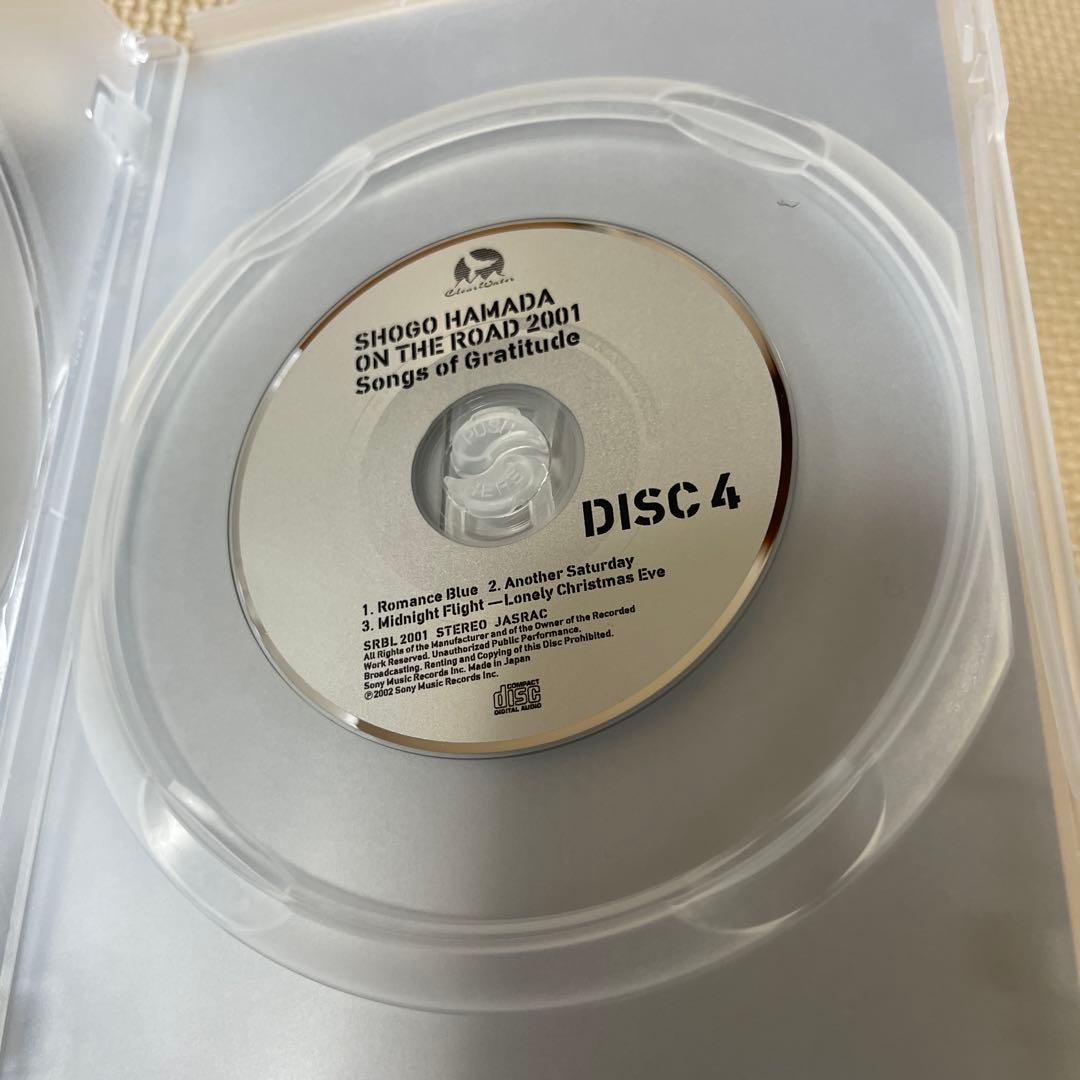 Clear Water
SHOGO HAMADA
ON THE ROAD 2001
Songs of Gratitude
PUSH
HERE
DISC 4
1. Romance Blue 2. Another Saturday
3. Midnight Flight —Lonely Christmas Eve
SRBL 2001 STEREO JASRAC
All Rights of the Manufacturer and of the Owner of the Recorded
Work Reserved. Unauthorized Public Performance,
Broadcasting, Renting and Copying of this Disc Prohibited.
Sony Music Records Inc. Made in Japan
℗2002 Sony Music Records Inc.
COMPACT
disc
DIGITAL AUDIO